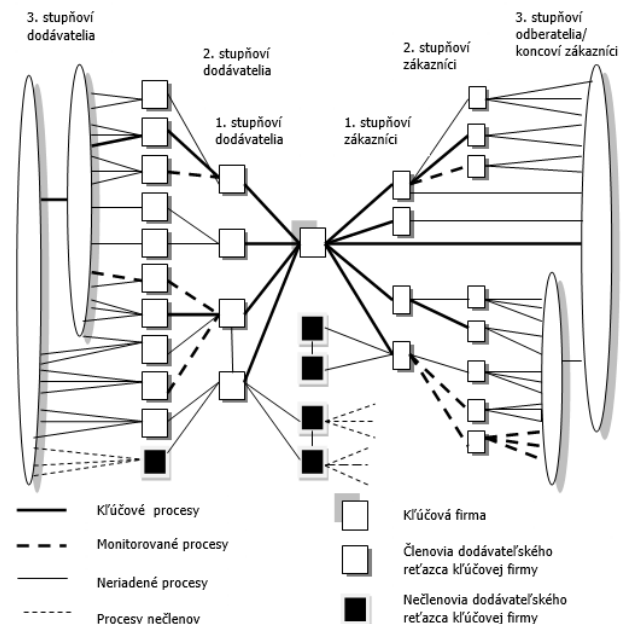 3. stupňoví
dodávatelia
2. stupňoví
dodávatelia
1. stupňoví
dodávatelia
1. stupňoví
zákazníci
2. stupňoví
zákazníci
3. stupňoví
odberatelia/
koncoví zákazníci
Kľúčové procesy
Monitorované procesy
Neriadené procesy
Procesy nečlenov
Kľúčová firma
Členovia dodávateľského
reťazca kľúčovej firmy
Nečlenovia dodávateľského
reťazca kľúčovej firmy